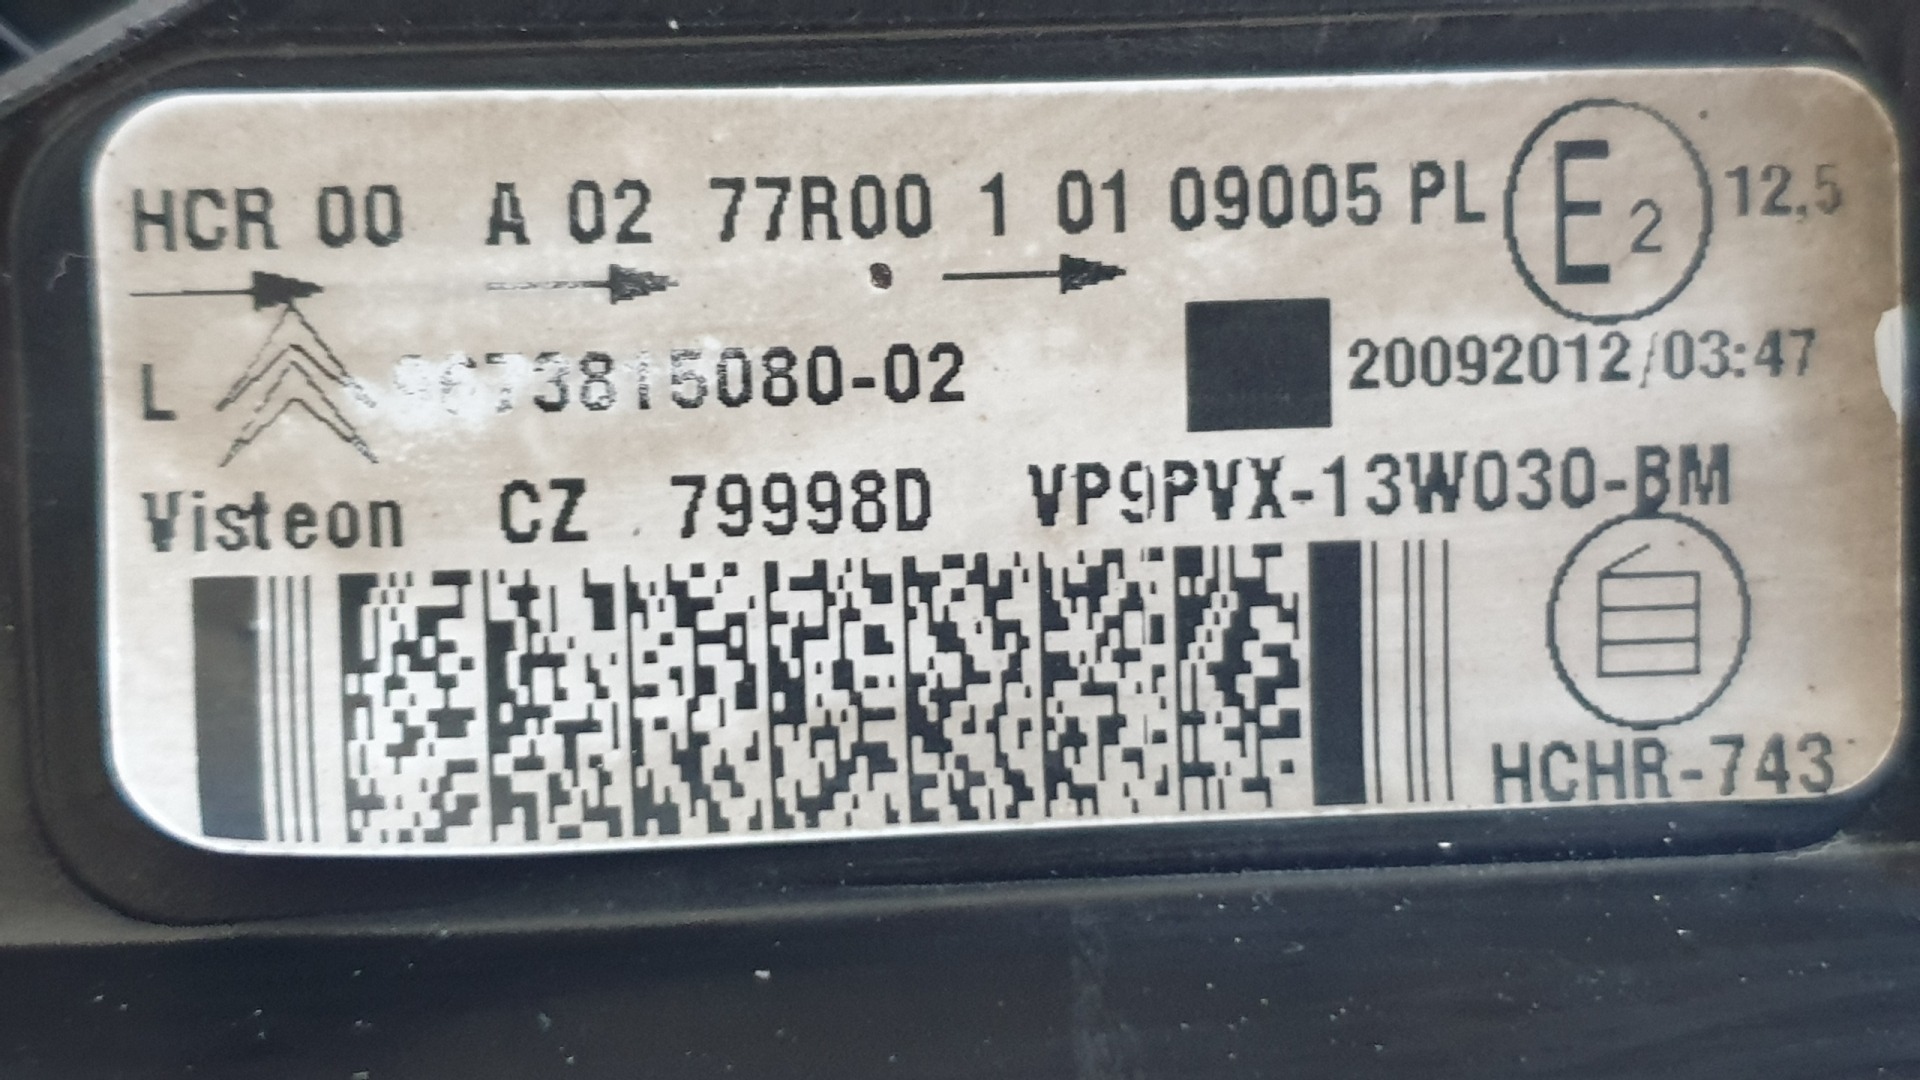 HCR 00 A 02 77R00 1 01 09005 PL E2 12,5
L 9673815080-02 20092012/03:47
Visteon CZ 79998D VP9PVX-13W030-BM
HCHR-743